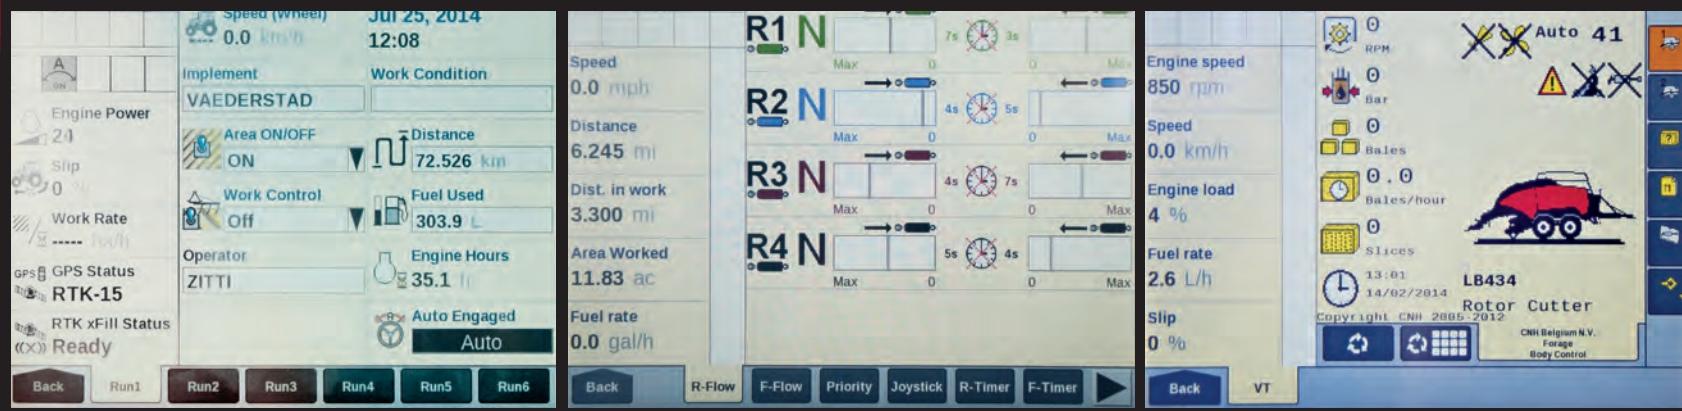 A
ON
Engine Power
24
Slip
0 %
Work Rate
-----
GPS GPS Status
RTK-15
RTK xFill Status
Ready
Speed (Wheel)
0.0 km/h
Jul 25, 2014
12:08
Implement
VAEDERSTAD
Work Condition
Area ON/OFF
ON
Distance
72.526 km
Work Control
Off
Fuel Used
303.9 L
Operator
ZITTI
Engine Hours
35.1 h
Auto Engaged
Auto
Back
Run1
Run2
Run3
Run4
Run5
Run6
Speed
0.0 mph
Distance
6.245 mi
Dist. in work
3.300 mi
Area Worked
11.83 ac
Fuel rate
0.0 gal/h
R1 N
7s 3s
Max 0 0 Max
R2 N
4s 5s
Max 0 0 Max
R3 N
4s 7s
Max 0 0 Max
R4 N
5s 4s
Max 0 0 Max
Back
R-Flow
F-Flow
Priority
Joystick
R-Timer
F-Timer
Engine speed
850 rpm
Speed
0.0 km/h
Engine load
4 %
Fuel rate
2.6 L/h
Slip
0 %
0
RPM
0
Bar
0
Bales
0.0
Bales/hour
0
Slices
13:01
14/02/2014
Auto 41
LB434
Rotor Cutter
Copyright CNH 2005-2012
CNH Belgium N.V.
Forage
Body Control
1
2
Back
VT